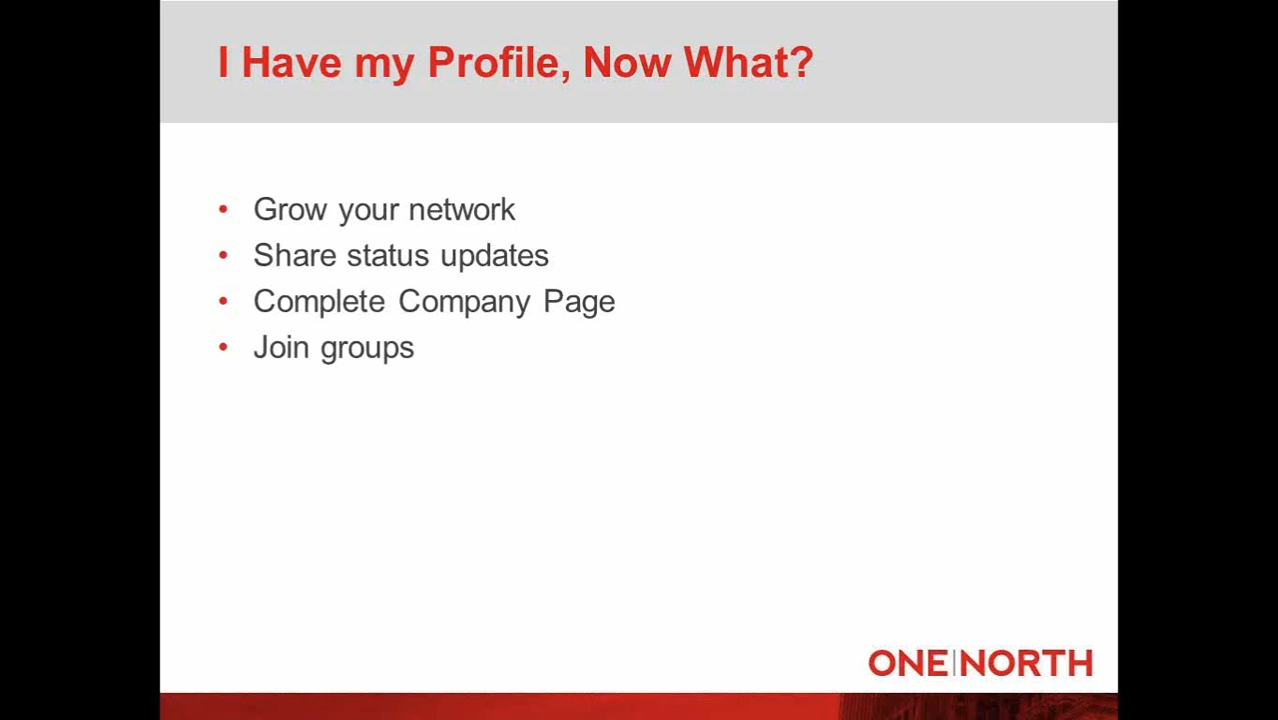 I Have my Profile, Now What?
• Grow your network
• Share status updates
• Complete Company Page
• Join groups
ONE|NORTH